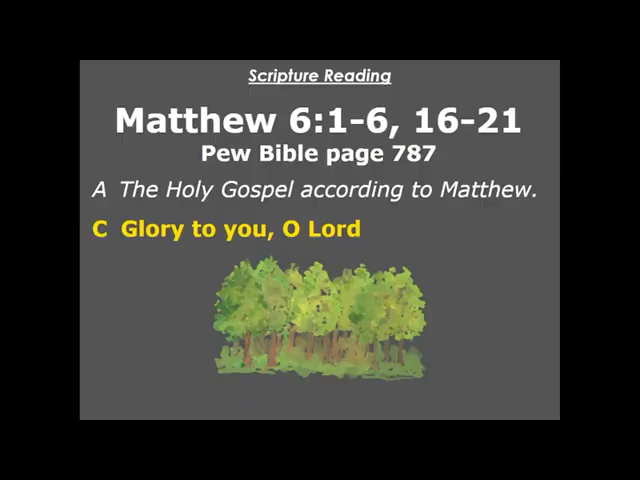 Scripture Reading
Matthew 6:1-6, 16-21
Pew Bible page 787
A The Holy Gospel according to Matthew.
C Glory to you, O Lord